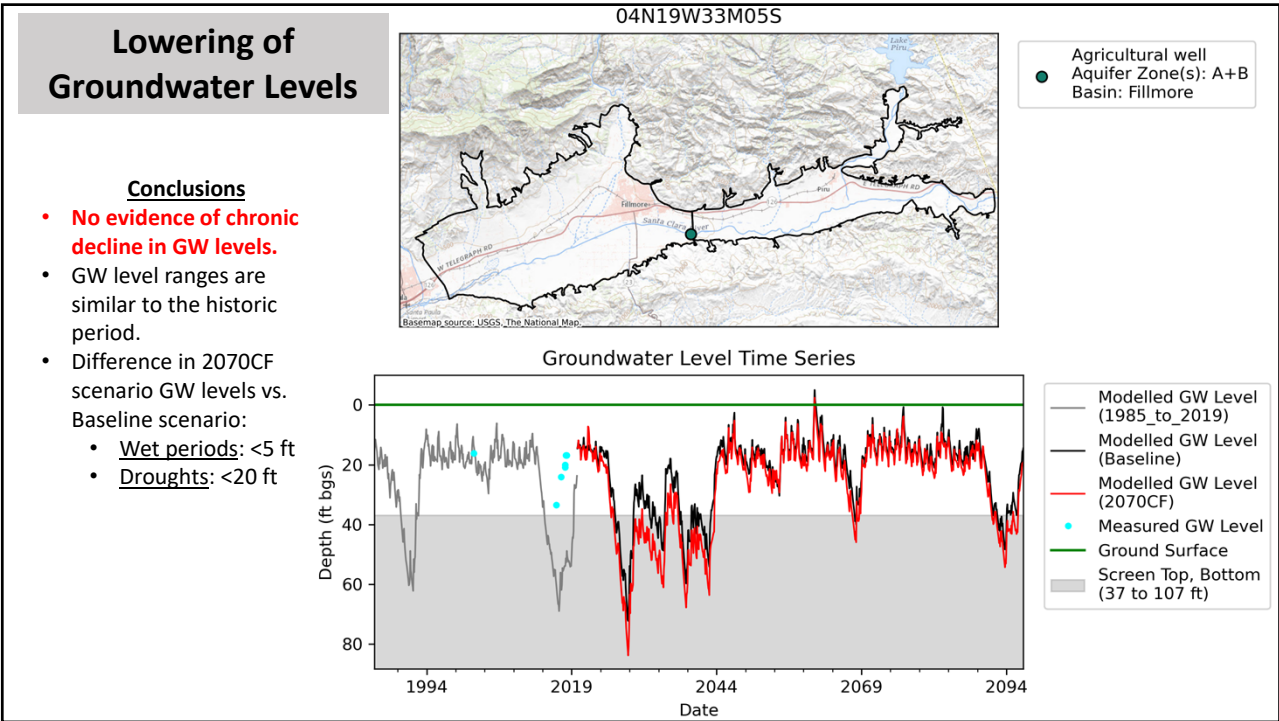 Lowering of
Groundwater Levels
Conclusions
• No evidence of chronic
decline in GW levels.
• GW level ranges are
similar to the historic
period.
• Difference in 2070CF
scenario GW levels vs.
Baseline scenario:
• Wet periods: <5 ft
• Droughts: <20 ft
04N19W33M05S
Lake
Piru
Piru
E TELEGRAPH RD
126
Fillmore
Santa Clara River
W TELEGRAPH RD
Santa Paula
Basemap source: USGS, The National Map.
Agricultural well
Aquifer Zone(s): A+B
Basin: Fillmore
Groundwater Level Time Series
Depth (ft bgs)
0
20
40
60
80
1994
2019
2044
2069
2094
Date
Modelled GW Level
(1985_to_2019)
Modelled GW Level
(Baseline)
Modelled GW Level
(2070CF)
Measured GW Level
Ground Surface
Screen Top, Bottom
(37 to 107 ft)